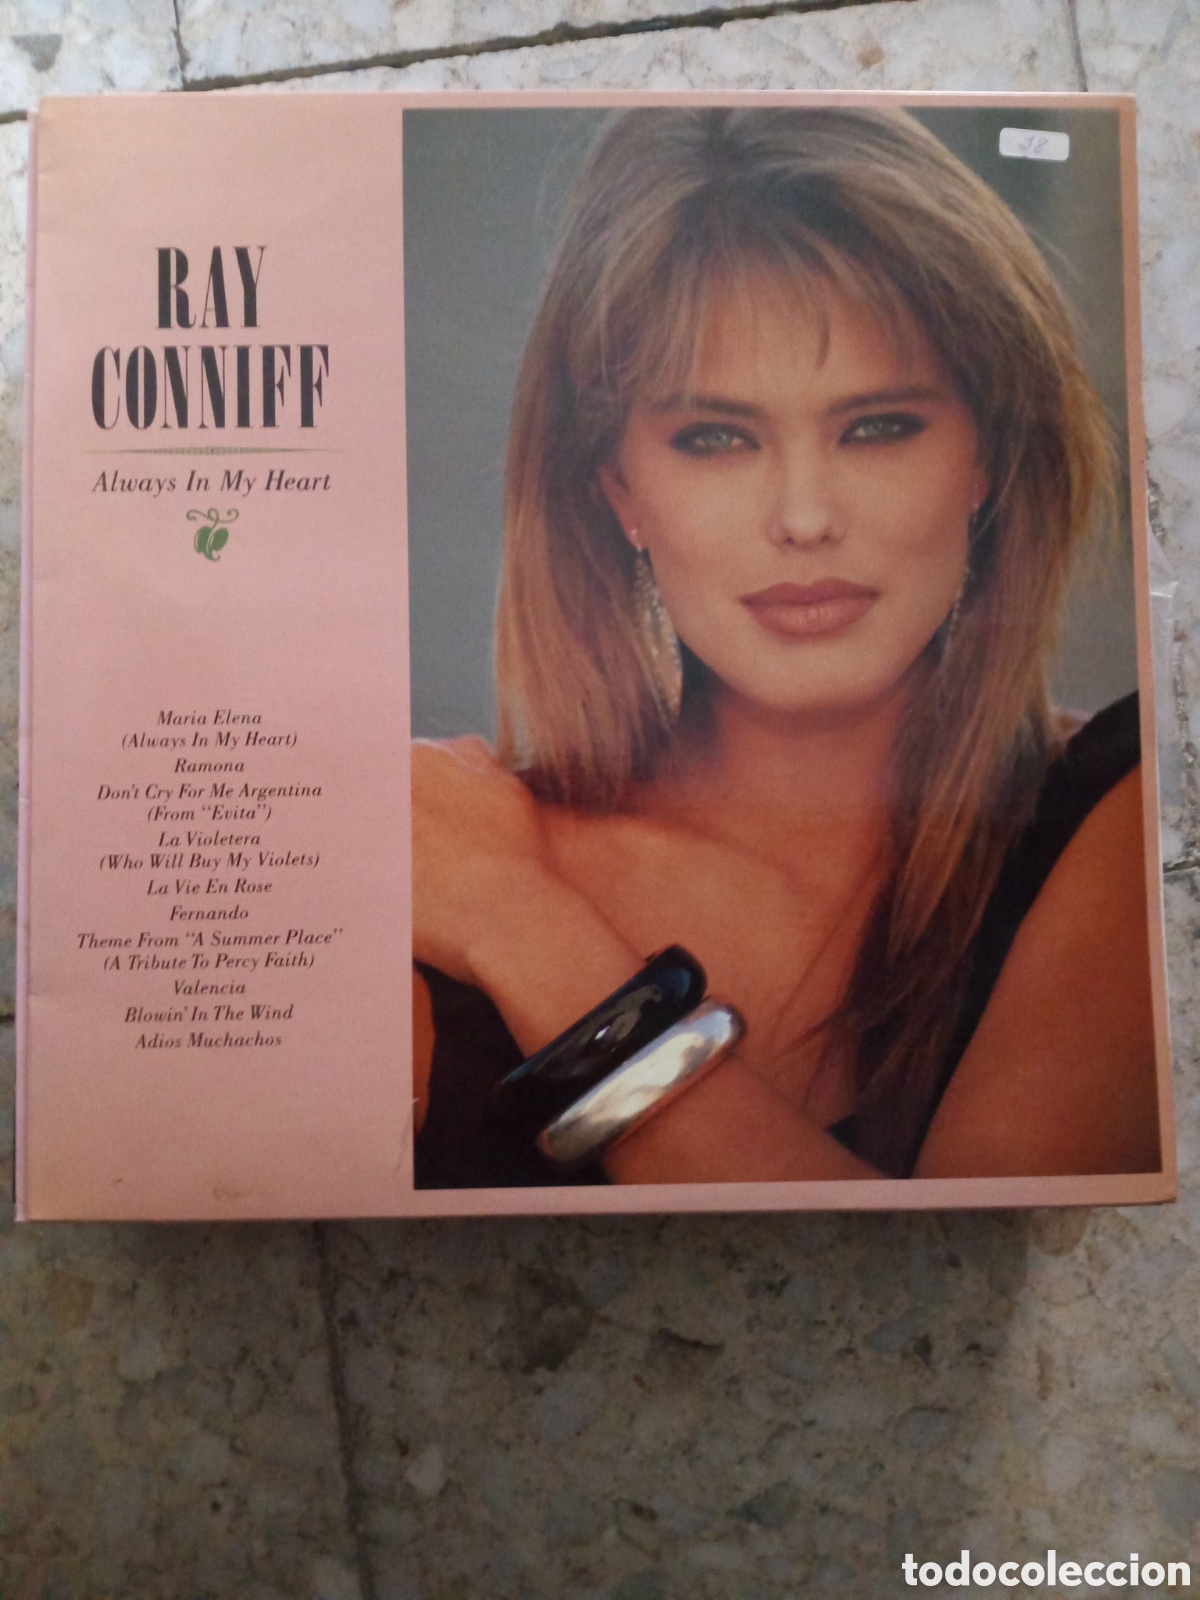 RAY
CONNIFF
Always In My Heart
Maria Elena
(Always In My Heart)
Ramona
Don't Cry For Me Argentina
(From "Evita")
La Violetera
(Who Will Buy My Violets)
La Vie En Rose
Fernando
Theme From "A Summer Place"
(A Tribute To Percy Faith)
Valencia
Blowin' In The Wind
Adios Muchachos
todocoleccion